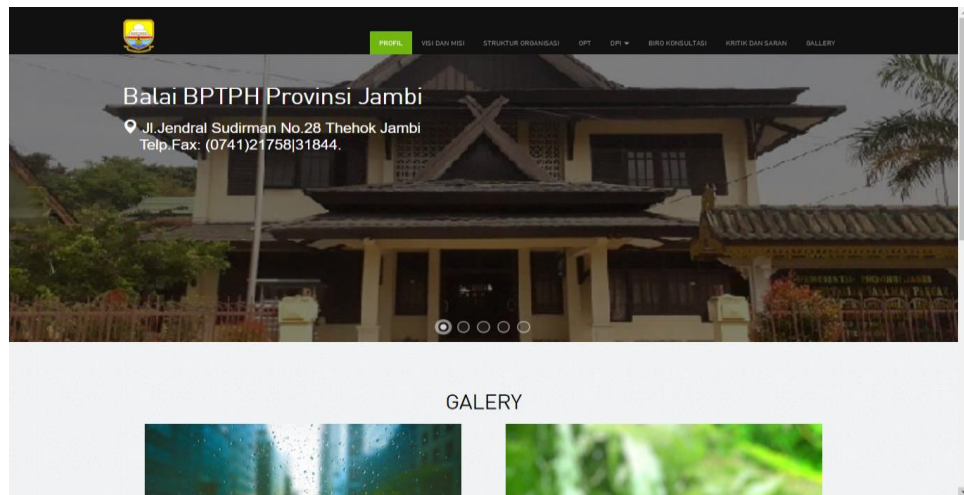 PROFIL VISI DAN MISI STRUKTUR ORGANISASI OPT DPI BIRO KONSULTASI KRITIK DAN SARAN GALLERY
Balai BPTPH Provinsi Jambi
Jl.Jendral Sudirman No.28 Thehok Jambi
Telp.Fax: (0741)21758|31844.
GALERY